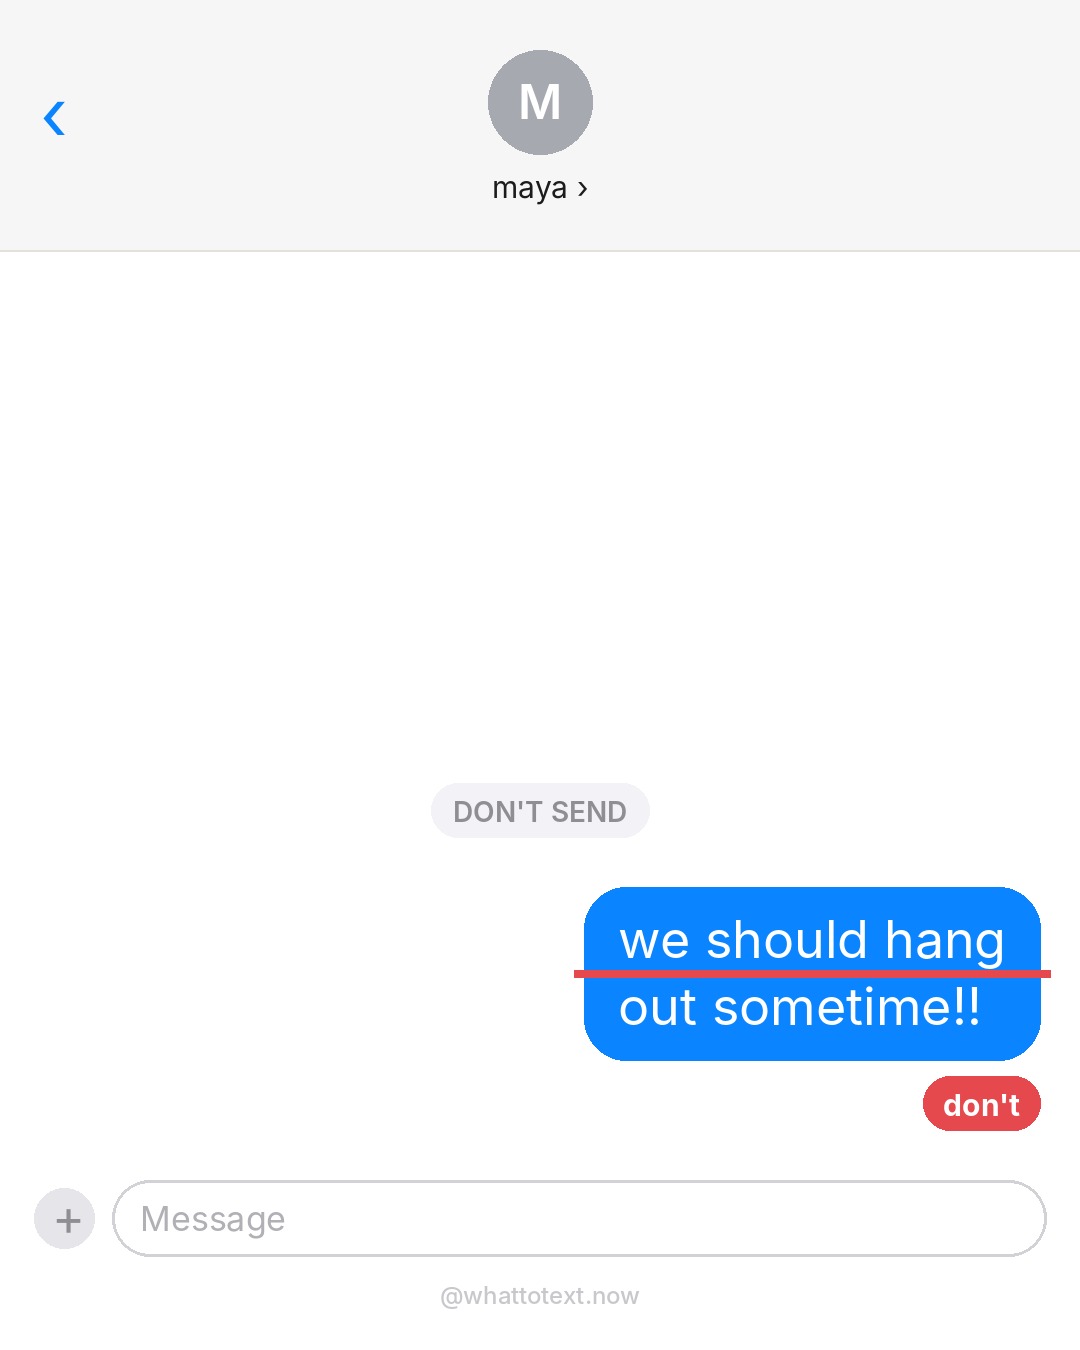 M
maya ›
DON'T SEND
we should hang
out sometime!!
don't
+ Message
@whattotext.now